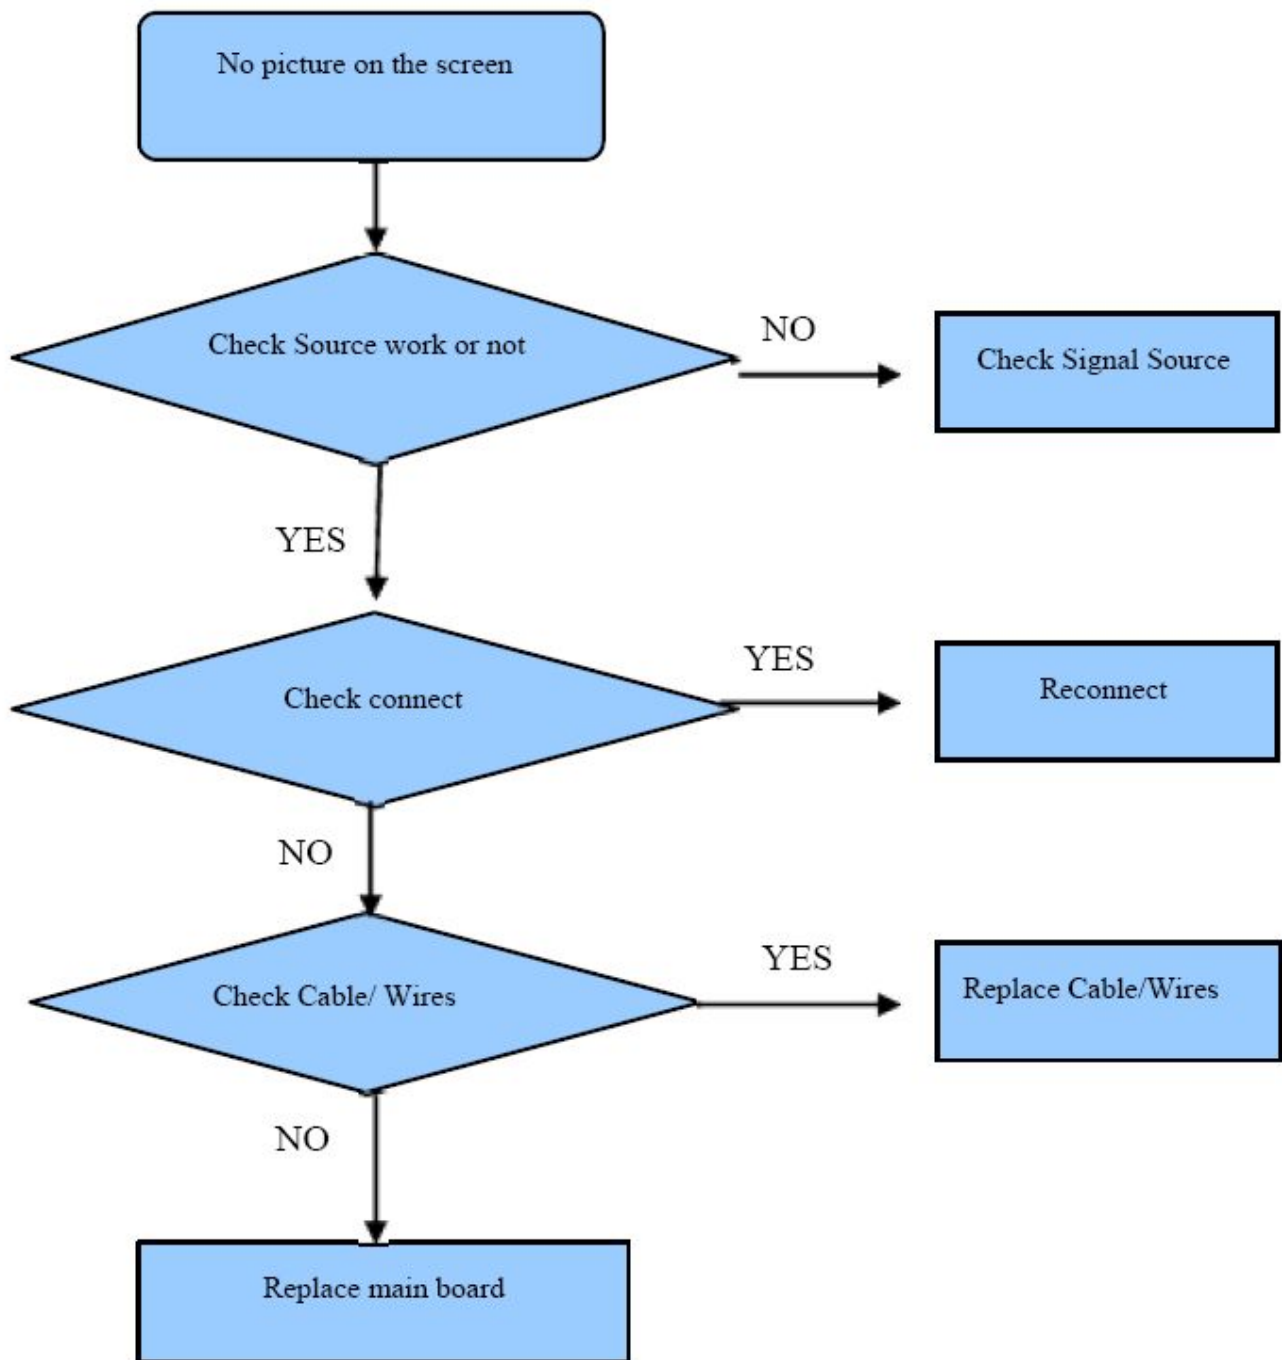 No picture on the screen
Check Source work or not
NO
Check Signal Source
YES
Check connect
YES
Reconnect
NO
Check Cable/ Wires
YES
Replace Cable/Wires
NO
Replace main board